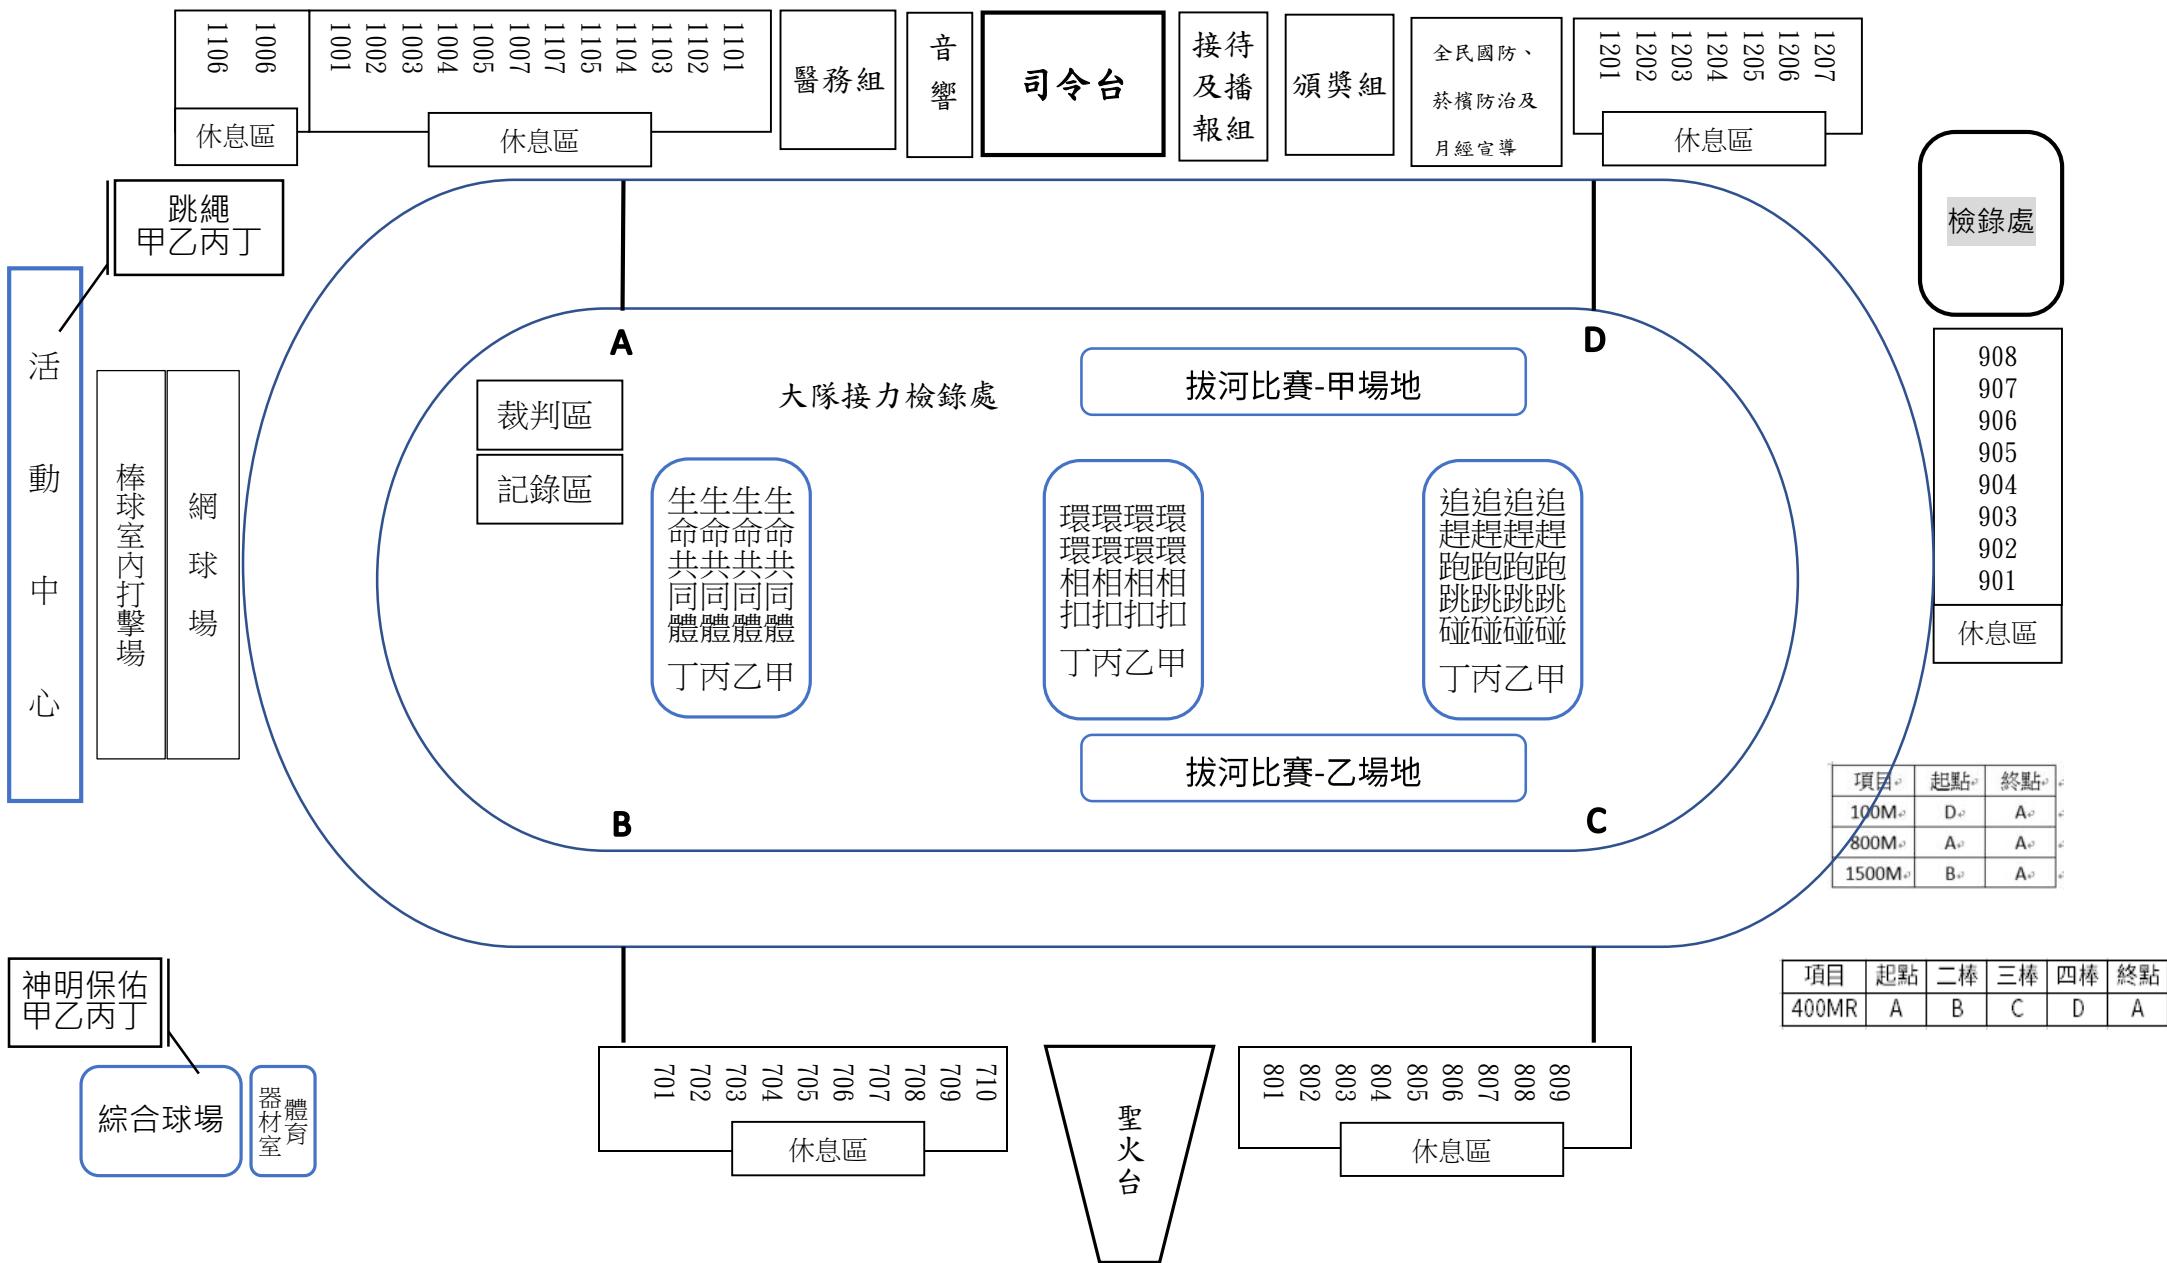 1106
1006
休息區
1001
1002
1003
1004
1005
1007
1107
1105
1104
1103
1102
1101
休息區
醫務組
音響
司令台
接待及播報組
頒獎組
全民國防、
菸檳防治及
月經宣導
1201
1202
1203
1204
1205
1206
1207
休息區
檢錄處
跳繩
甲乙丙丁
活動中心
棒球室內打擊場
網球場
A
D
裁判區
記錄區
大隊接力檢錄處
拔河比賽-甲場地
生命共同體甲
生命共同體乙
生命共同體丙
生命共同體丁
環環相扣甲
環環相扣乙
環環相扣丙
環環相扣丁
追趕跑跳碰甲
追趕跑跳碰乙
追趕跑跳碰丙
追趕跑跳碰丁
拔河比賽-乙場地
B
C
908
907
906
905
904
903
902
901
休息區
項目 起點 終點
100M D A
800M A A
1500M B A
項目 起點 二棒 三棒 四棒 終點
400MR A B C D A
神明保佑
甲乙丙丁
綜合球場
體育
器材室
701
702
703
704
705
706
707
708
709
710
休息區
聖火台
801
802
803
804
805
806
807
808
809
休息區